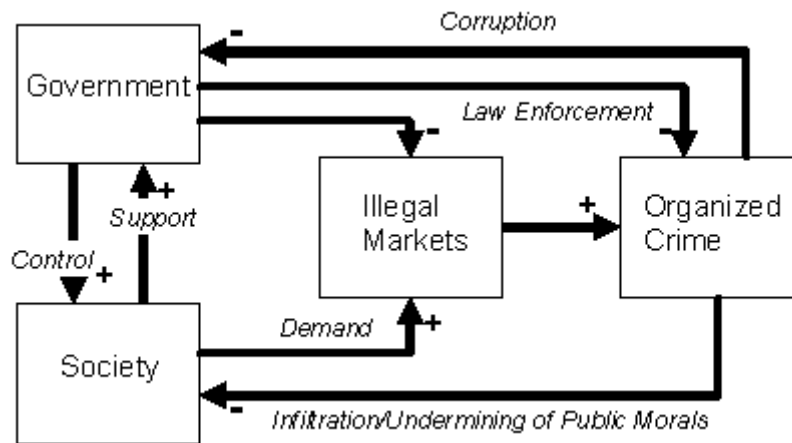 Corruption
-
Government
Law Enforcement
-
-
+
Support
Illegal
Markets
+
Organized
Crime
Control
+
Demand
+
Society
-
Infiltration/Undermining of Public Morals